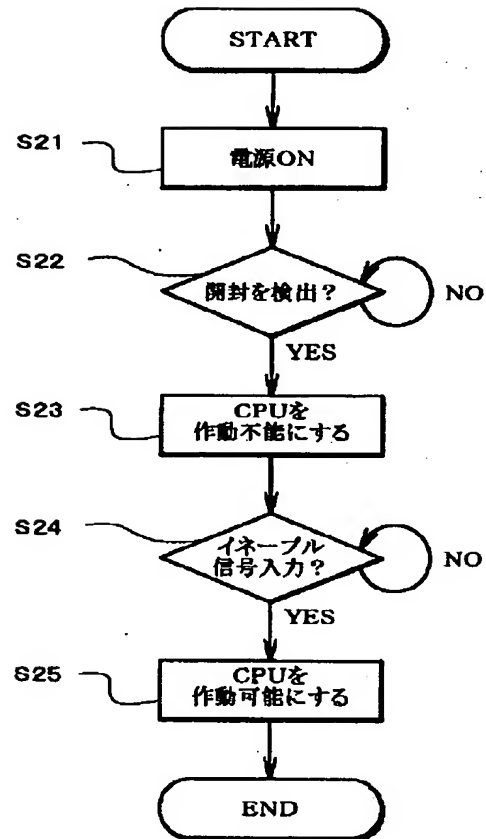 START
S21
電源ON
S22
開封を検出?
NO
YES
S23
CPUを
作動不能にする
S24
イネーブル
信号入力?
NO
YES
S25
CPUを
作動可能にする
END